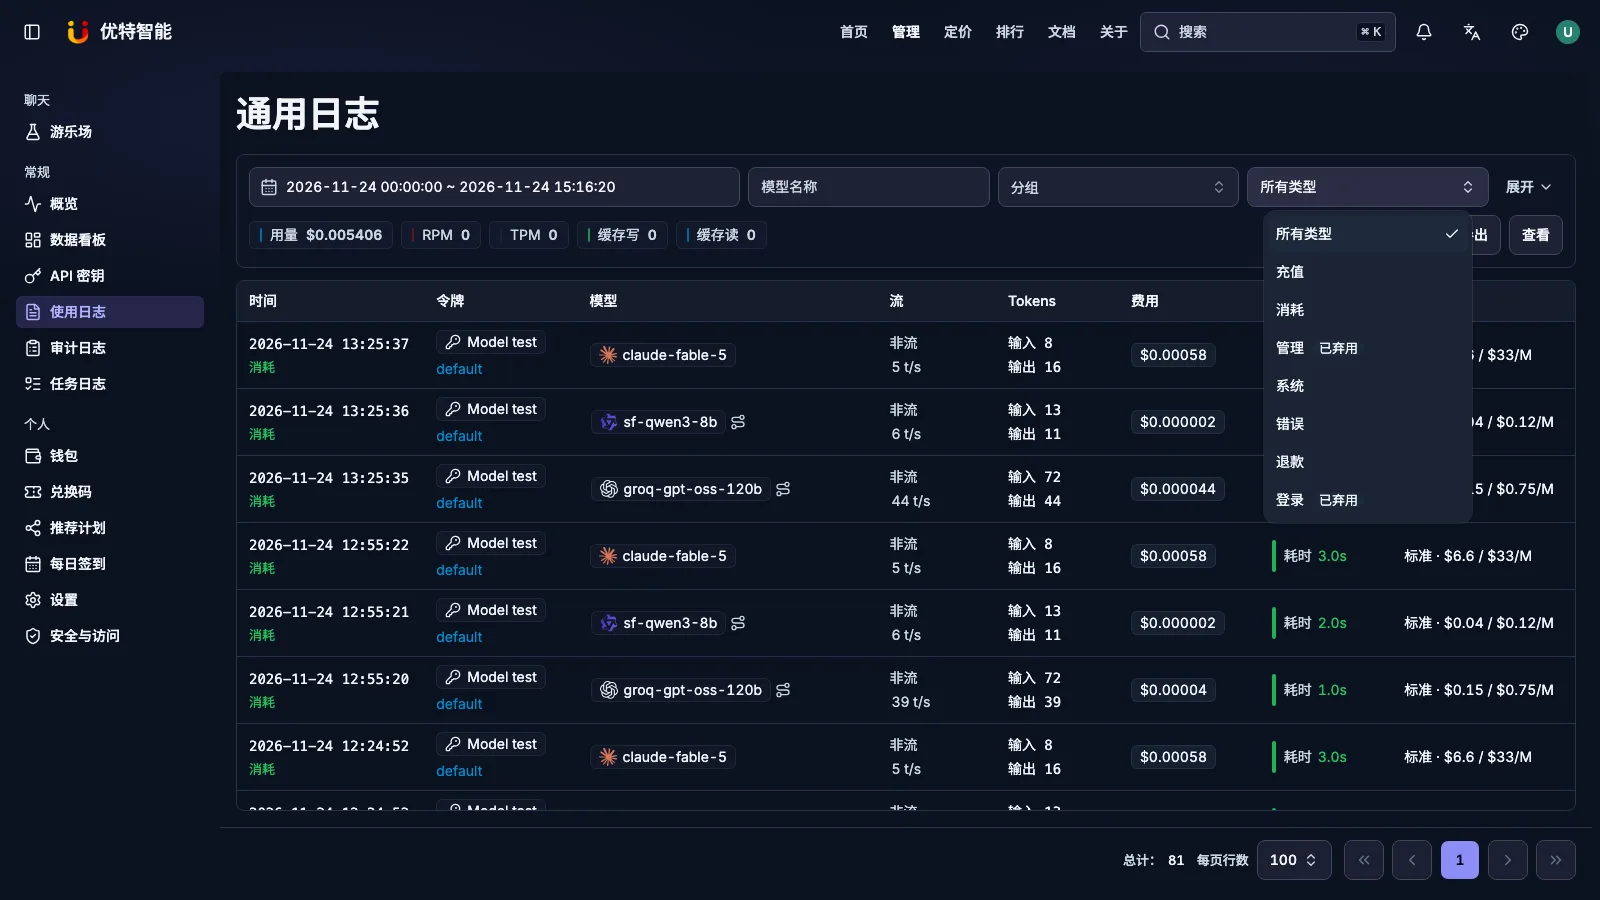 优特智能
首页 管理 定价 排行 文档 关于
搜索 ⌘ K
U
聊天
游乐场
常规
概览
数据看板
API 密钥
使用日志
审计日志
任务日志
个人
钱包
兑换码
推荐计划
每日签到
设置
安全与访问
通用日志
2026-11-24 00:00:00 ~ 2026-11-24 15:16:20
模型名称
分组
所有类型
展开
用量 $0.005406
RPM 0
TPM 0
缓存写 0
缓存读 0
出
查看
所有类型
充值
消耗
管理 已弃用
系统
错误
退款
登录 已弃用
时间 令牌 模型 流 Tokens 费用
2026-11-24 13:25:37 Model test claude-fable-5 非流 输入 8 $0.00058 / $33/M
消耗 default 5 t/s 输出 16
2026-11-24 13:25:36 Model test sf-qwen3-8b 非流 输入 13 $0.000002 04 / $0.12/M
消耗 default 6 t/s 输出 11
2026-11-24 13:25:35 Model test groq-gpt-oss-120b 非流 输入 72 $0.000044 .5 / $0.75/M
消耗 default 44 t/s 输出 44
2026-11-24 12:55:22 Model test claude-fable-5 非流 输入 8 $0.00058 耗时 3.0s 标准 · $6.6 / $33/M
消耗 default 5 t/s 输出 16
2026-11-24 12:55:21 Model test sf-qwen3-8b 非流 输入 13 $0.000002 耗时 2.0s 标准 · $0.04 / $0.12/M
消耗 default 6 t/s 输出 11
2026-11-24 12:55:20 Model test groq-gpt-oss-120b 非流 输入 72 $0.00004 耗时 1.0s 标准 · $0.15 / $0.75/M
消耗 default 39 t/s 输出 39
2026-11-24 12:24:52 Model test claude-fable-5 非流 输入 8 $0.00058 耗时 3.0s 标准 · $6.6 / $33/M
消耗 default 5 t/s 输出 16
Model test 非流 输入 13
总计： 81 每页行数 100 1